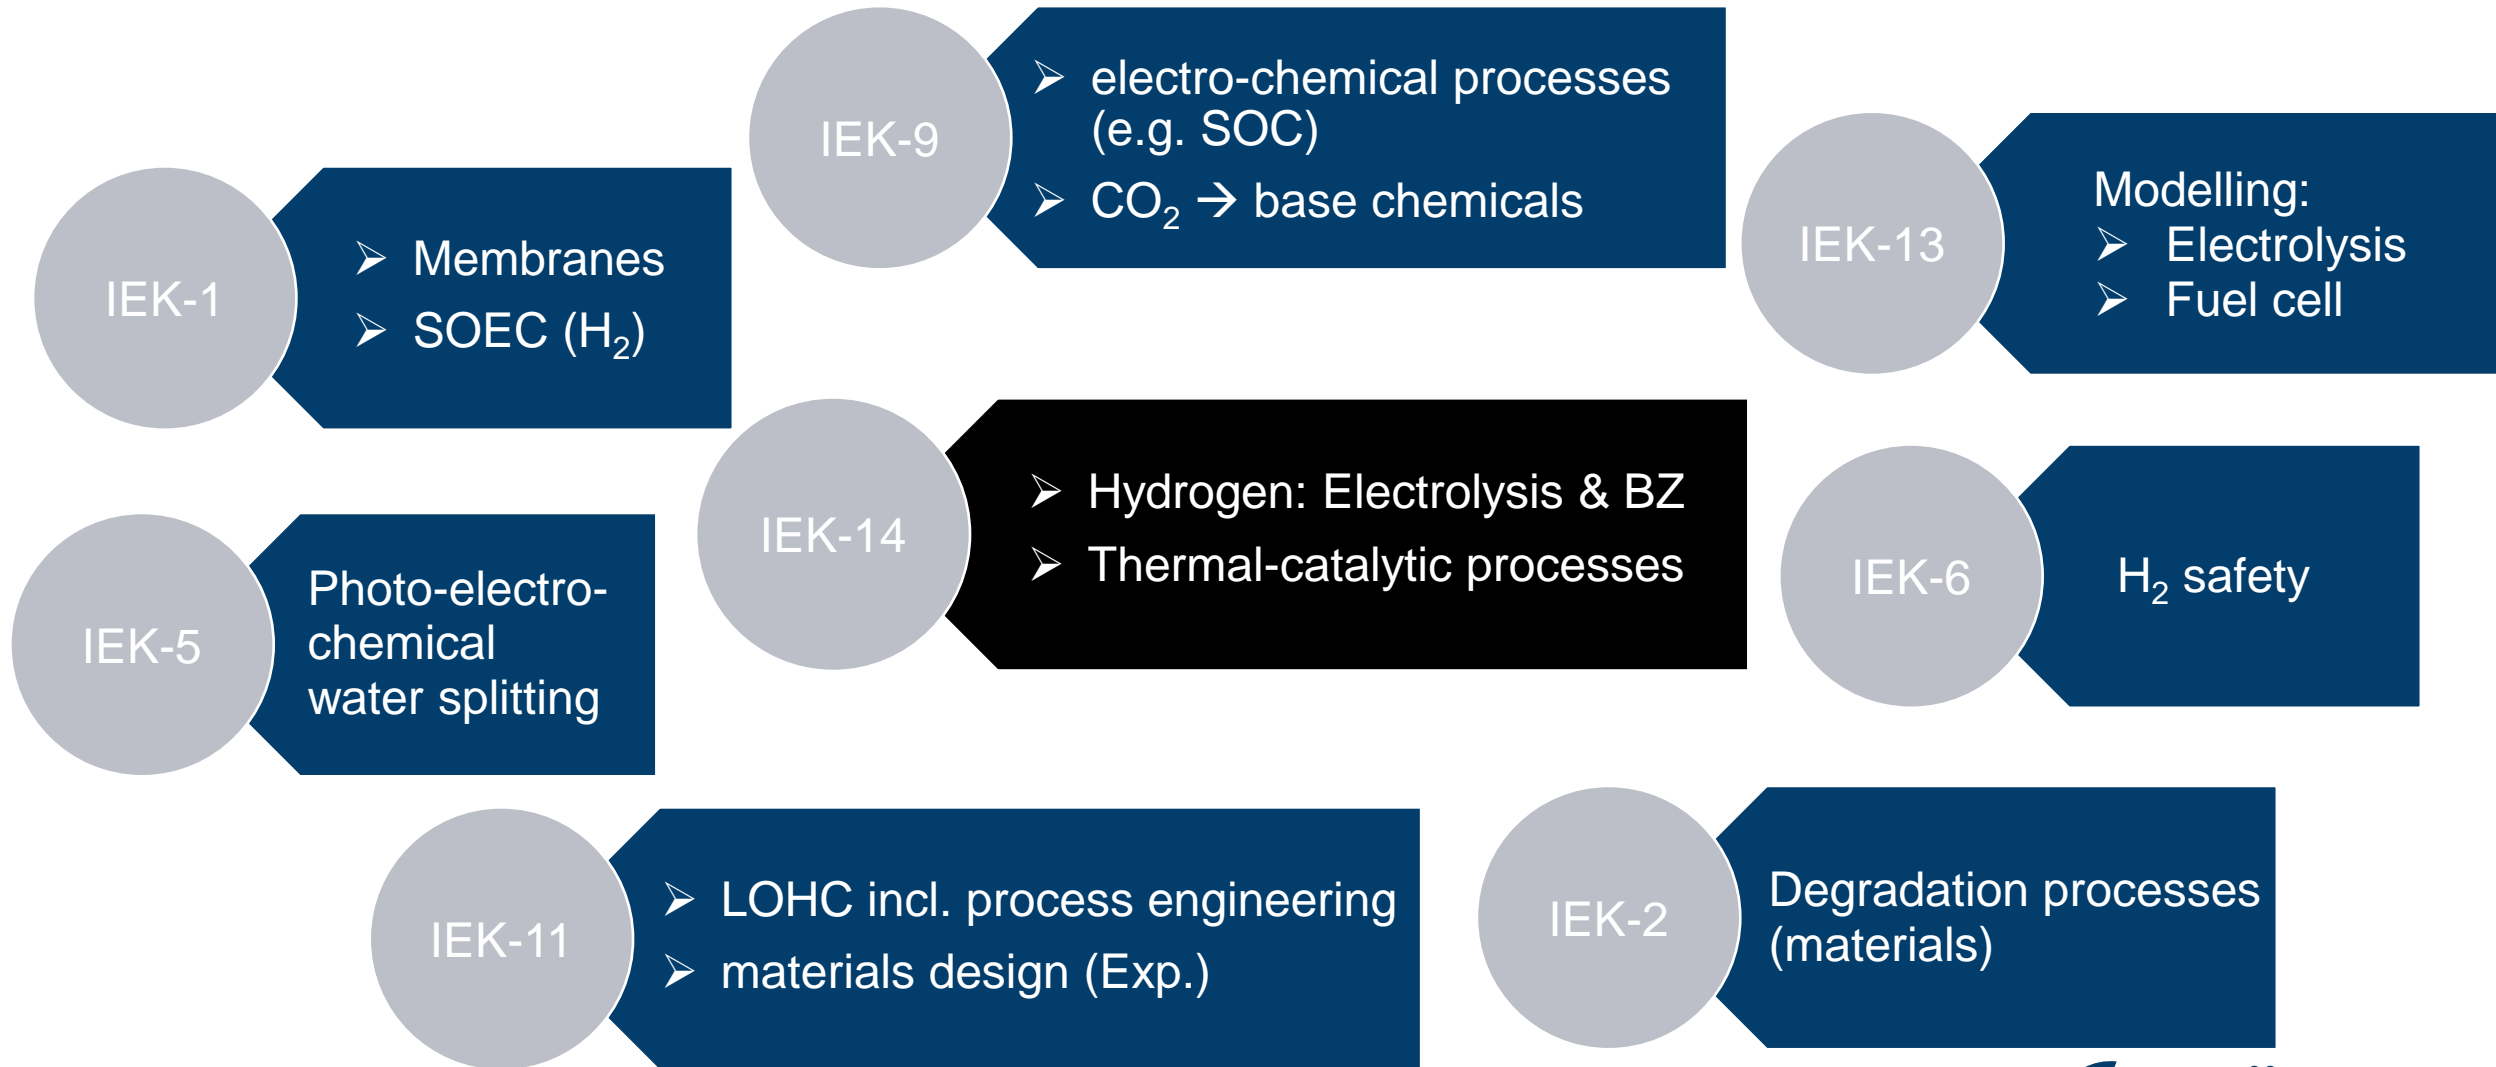 IEK-9
➢ electro-chemical processes
(e.g. SOC)
➢ CO₂ → base chemicals
IEK-13
Modelling:
➢ Electrolysis
➢ Fuel cell
IEK-1
➢ Membranes
➢ SOEC (H₂)
IEK-14
➢ Hydrogen: Electrolysis & BZ
➢ Thermal-catalytic processes
IEK-6
H₂ safety
IEK-5
Photo-electro-
chemical
water splitting
IEK-11
➢ LOHC incl. process engineering
➢ materials design (Exp.)
IEK-2
Degradation processes
(materials)